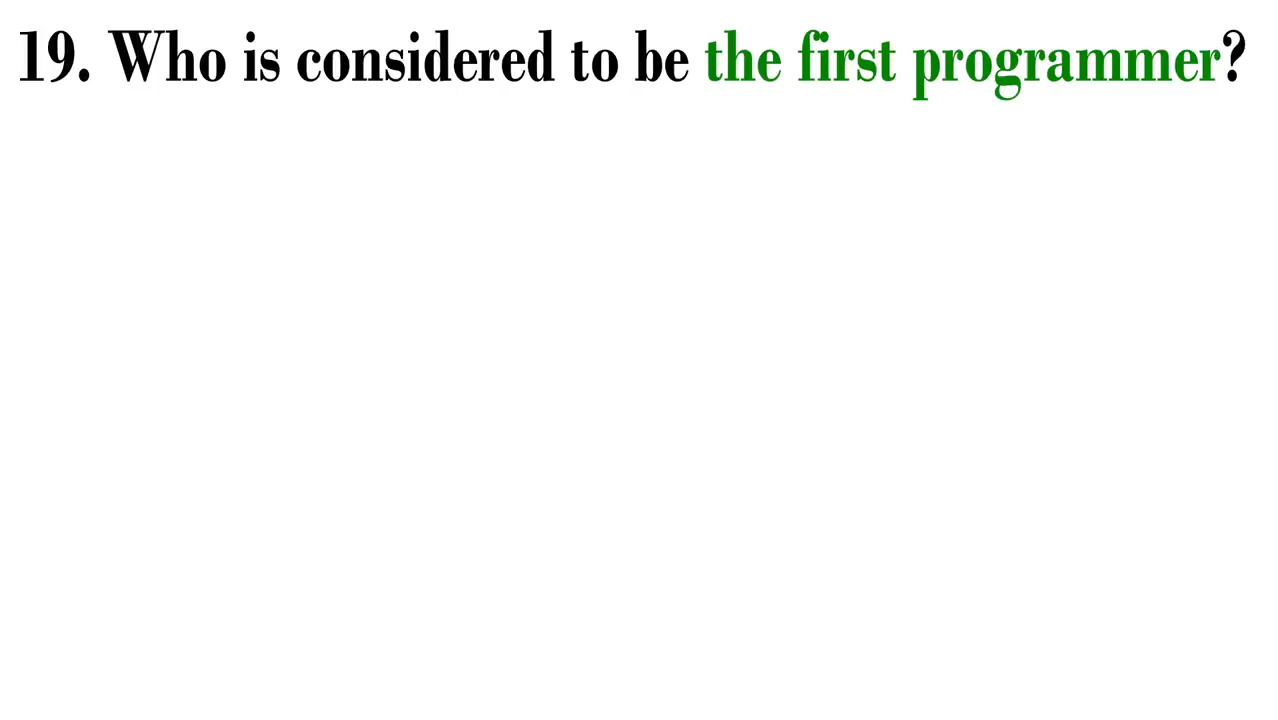 19. Who is considered to be the first programmer?